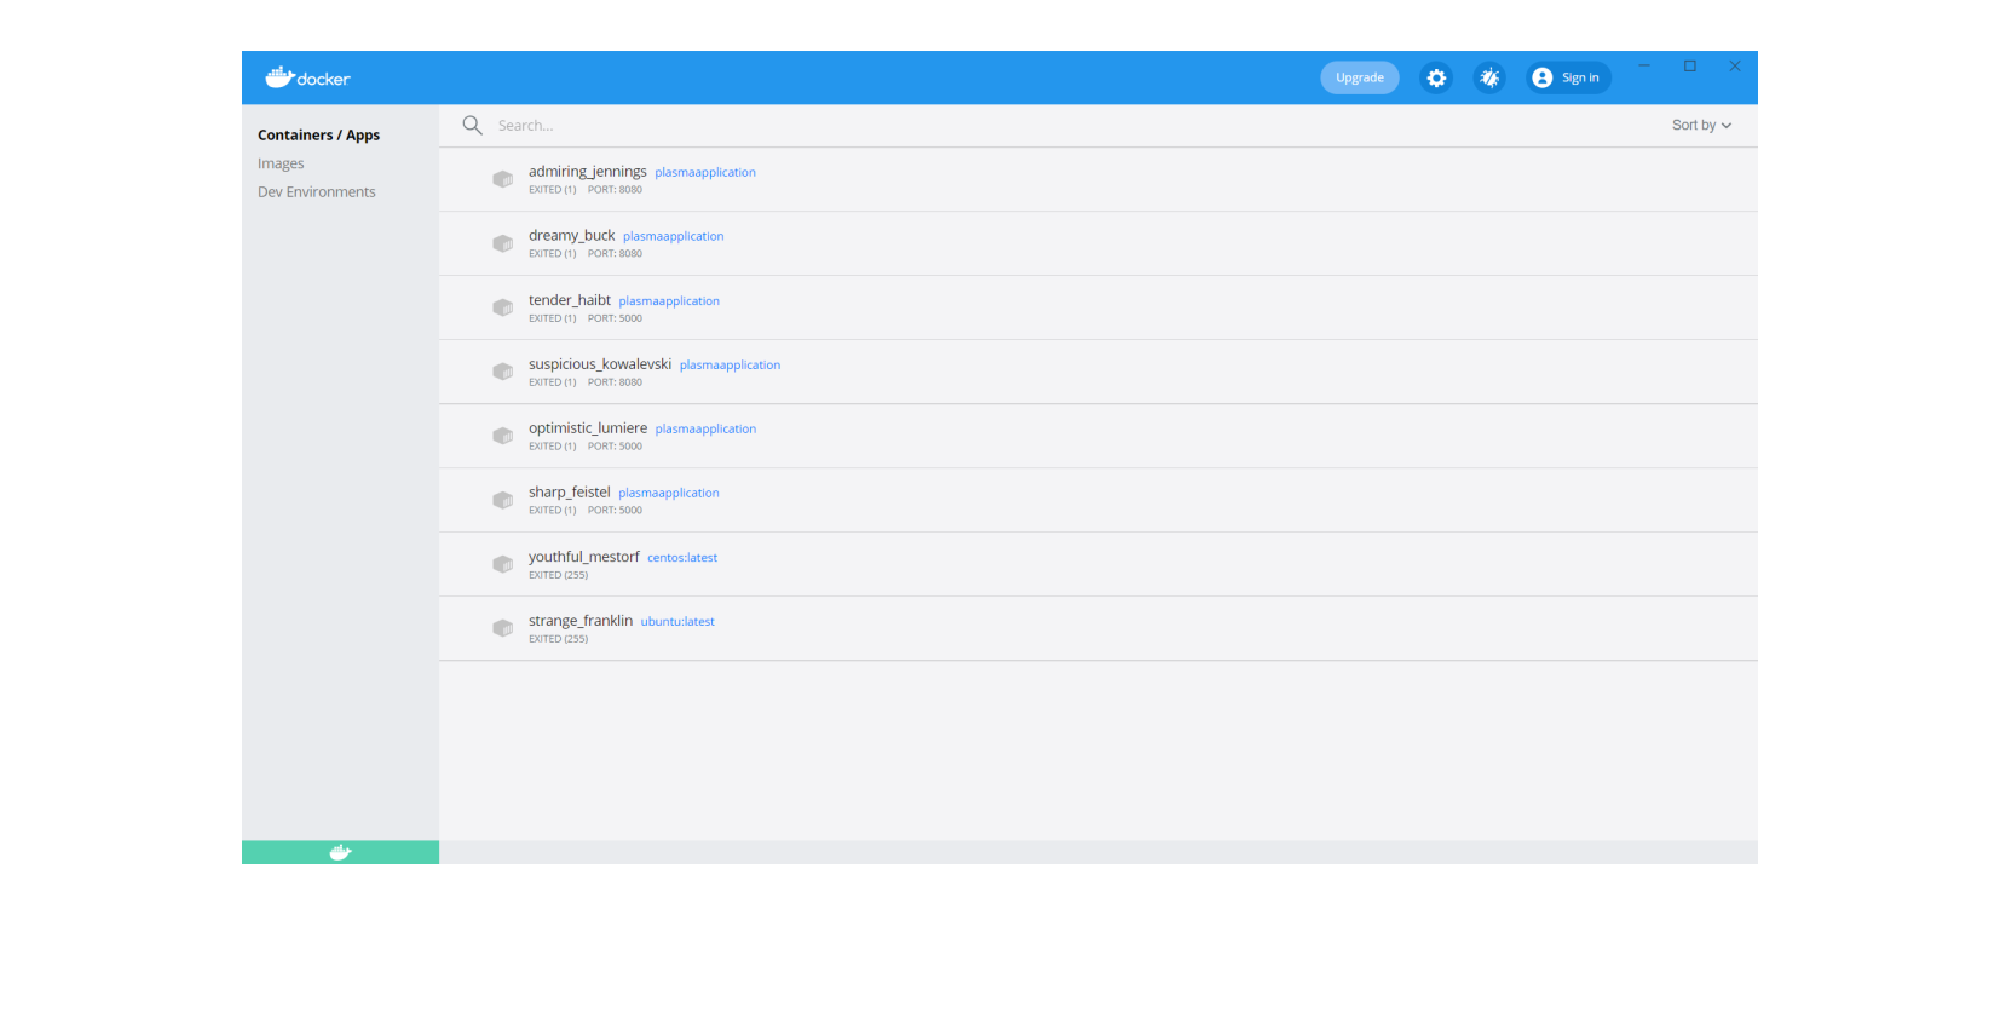 docker
Upgrade
Sign in
Containers / Apps
Images
Dev Environments
Search...
Sort by
admiring_jennings plasmaapplication
EXITED (1) PORT: 8080
dreamy_buck plasmaapplication
EXITED (1) PORT: 8080
tender_haibt plasmaapplication
EXITED (1) PORT: 5000
suspicious_kowalevski plasmaapplication
EXITED (1) PORT: 8080
optimistic_lumiere plasmaapplication
EXITED (1) PORT: 5000
sharp_feistel plasmaapplication
EXITED (1) PORT: 5000
youthful_mestorf centos:latest
EXITED (255)
strange_franklin ubuntu:latest
EXITED (255)